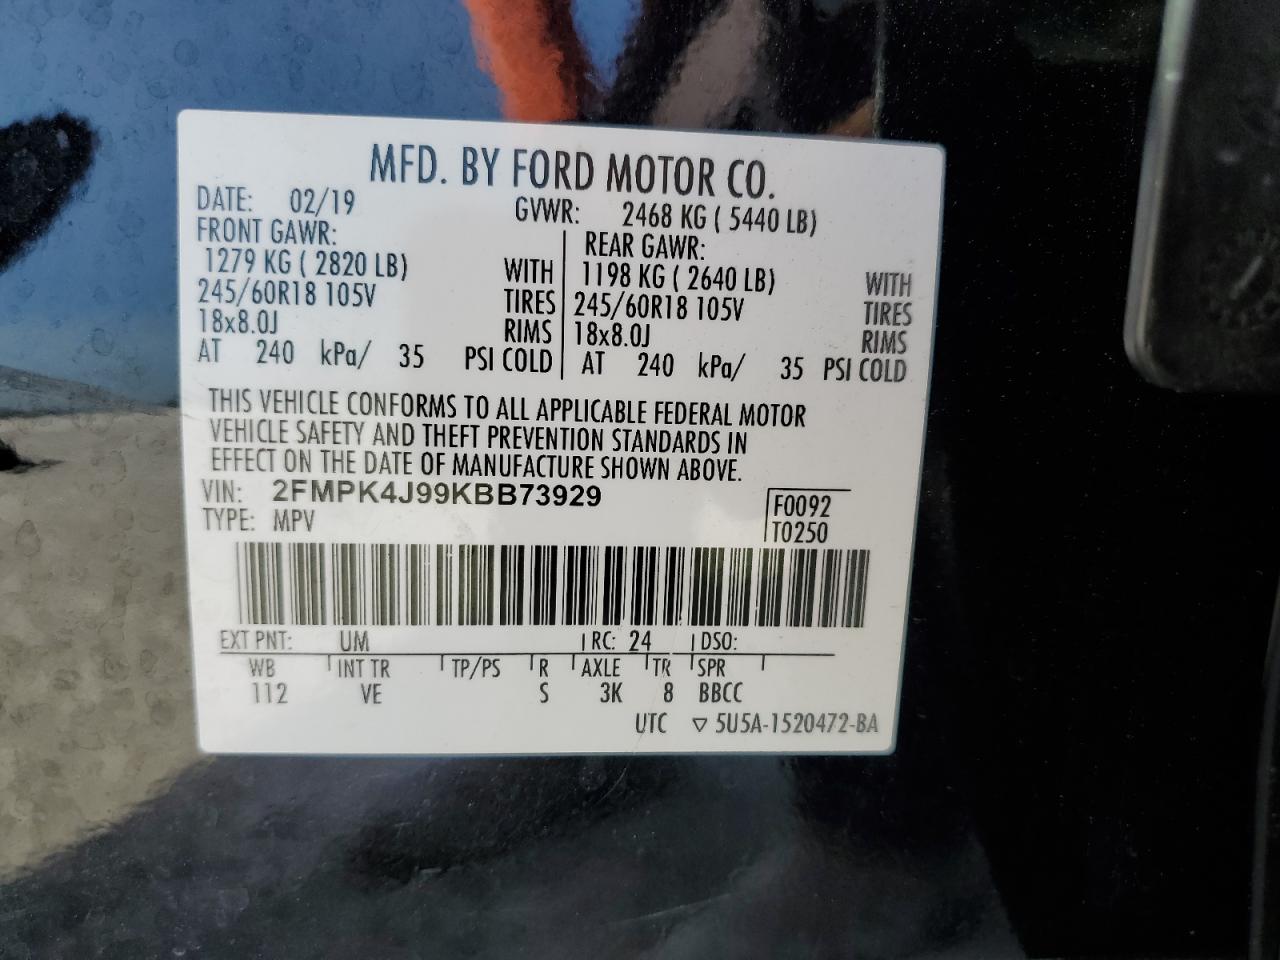 MFD. BY FORD MOTOR CO.
DATE: 02/19 GVWR: 2468 KG ( 5440 LB)
FRONT GAWR: REAR GAWR:
1279 KG ( 2820 LB) WITH 1198 KG ( 2640 LB) WITH
245/60R18 105V TIRES 245/60R18 105V TIRES
18x8.0J RIMS 18x8.0J RIMS
AT 240 kPa/ 35 PSI COLD AT 240 kPa/ 35 PSI COLD
THIS VEHICLE CONFORMS TO ALL APPLICABLE FEDERAL MOTOR
VEHICLE SAFETY AND THEFT PREVENTION STANDARDS IN
EFFECT ON THE DATE OF MANUFACTURE SHOWN ABOVE.
VIN: 2FMPK4J99KBB73929 F0092
TYPE: MPV T0250
EXT PNT: UM RC: 24 DSO:
WB INT TR TP/PS R AXLE TR SPR
112 VE S 3K 8 BBCC
UTC ▽ 5U5A-1520472-BA